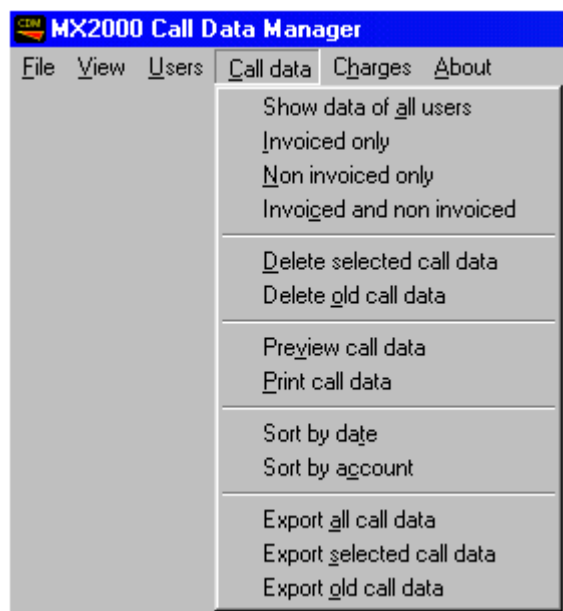 CDM MX2000 Call Data Manager
File View Users Call data Charges About
Show data of all users
Invoiced only
Non invoiced only
Invoiced and non invoiced
Delete selected call data
Delete old call data
Preview call data
Print call data
Sort by date
Sort by account
Export all call data
Export selected call data
Export old call data